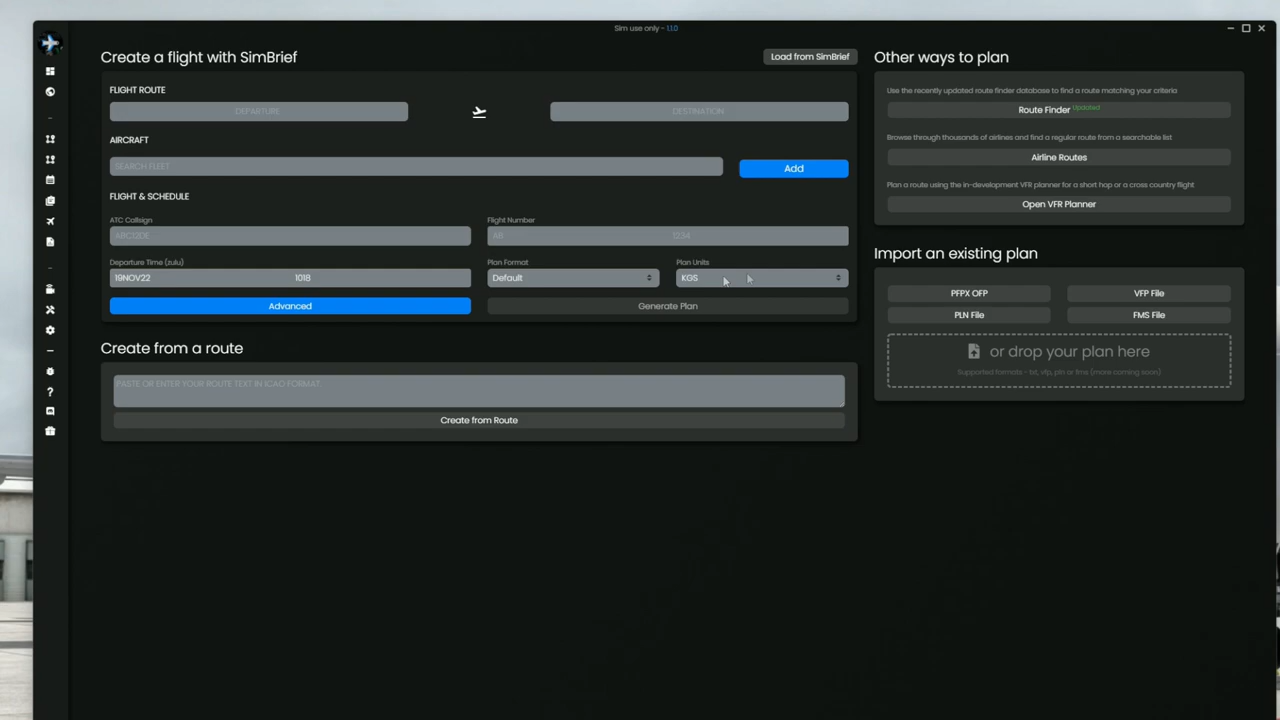 Sim use only - 1.1.0
Create a flight with SimBrief
Load from SimBrief
FLIGHT ROUTE
DEPARTURE
DESTINATION
AIRCRAFT
SEARCH FLEET
Add
FLIGHT & SCHEDULE
ATC Callsign
Flight Number
ABC12DE
AB
1234
Departure Time (zulu)
Plan Format
Plan Units
19NOV22
1018
Default
KGS
Advanced
Generate Plan
Create from a route
PASTE OR ENTER YOUR ROUTE TEXT IN ICAO FORMAT
Create from Route
Other ways to plan
Use the recently updated route finder database to find a route matching your criteria
Route Finder Updated
Browse through thousands of airlines and find a regular route from a searchable list
Airline Routes
Plan a route using the in-development VFR planner for a short hop or a cross country flight
Open VFR Planner
Import an existing plan
PFPX OFP
VFP File
PLN File
FMS File
or drop your plan here
Supported formats - txt, vfp, pln or fms (more coming soon)